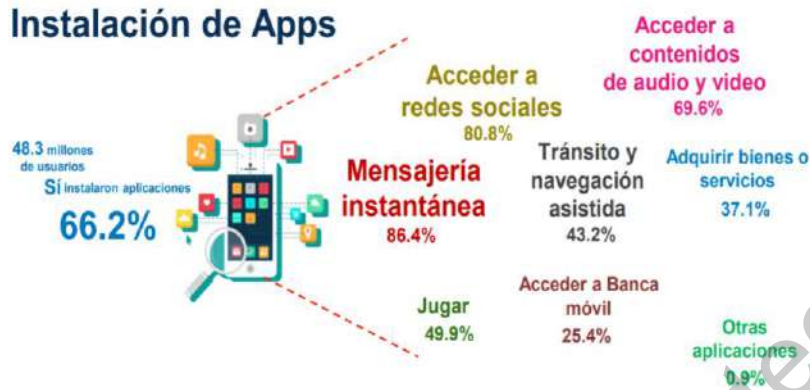 Instalación de Apps
48.3 millones
de usuarios
Sí instalaron aplicaciones
66.2%
Acceder a
redes sociales
80.8%
Acceder a
contenidos
de audio y video
69.6%
Mensajería
instantánea
86.4%
Tránsito y
navegación
asistida
43.2%
Adquirir bienes o
servicios
37.1%
Jugar
49.9%
Acceder a Banca
móvil
25.4%
Otras
aplicaciones
0.9%